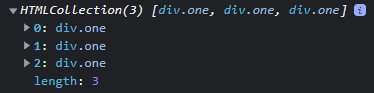 ▼HTMLCollection(3) [div.one, div.one, div.one] i
▶ 0: div.one
▶ 1: div.one
▶ 2: div.one
length: 3